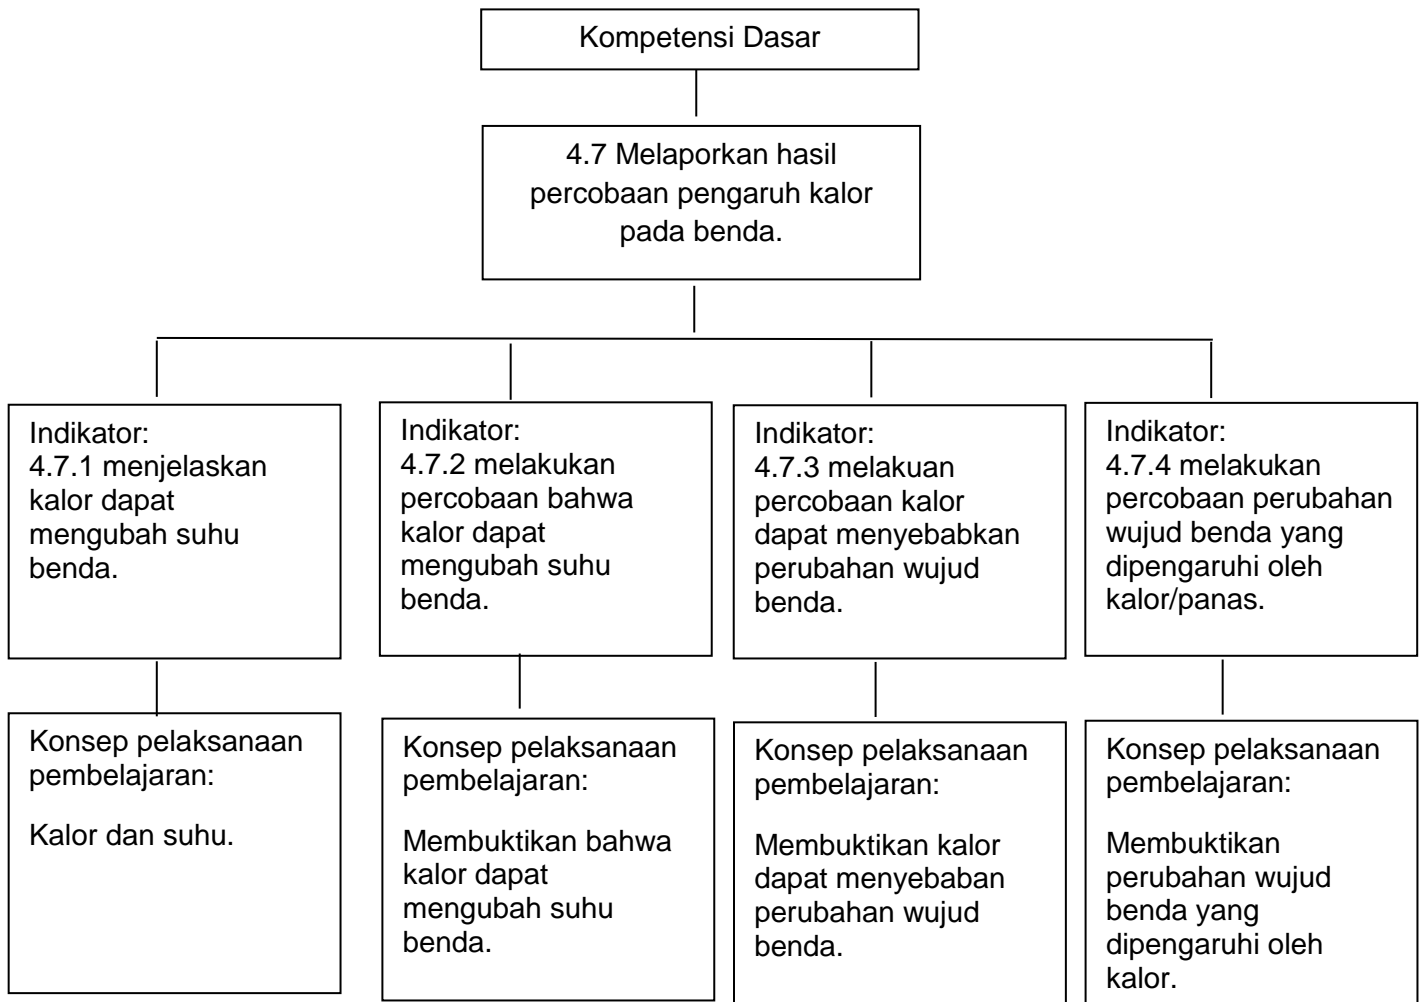 Kompetensi Dasar
4.7 Melaporkan hasil
percobaan pengaruh kalor
pada benda.
Indikator:
4.7.1 menjelaskan
kalor dapat
mengubah suhu
benda.
Indikator:
4.7.2 melakukan
percobaan bahwa
kalor dapat
mengubah suhu
benda.
Indikator:
4.7.3 melakuan
percobaan kalor
dapat menyebabkan
perubahan wujud
benda.
Indikator:
4.7.4 melakukan
percobaan perubahan
wujud benda yang
dipengaruhi oleh
kalor/panas.
Konsep pelaksanaan
pembelajaran:
Kalor dan suhu.
Konsep pelaksanaan
pembelajaran:
Membuktikan bahwa
kalor dapat
mengubah suhu
benda.
Konsep pelaksanaan
pembelajaran:
Membuktikan kalor
dapat menyebaban
perubahan wujud
benda.
Konsep pelaksanaan
pembelajaran:
Membuktikan
perubahan wujud
benda yang
dipengaruhi oleh
kalor.